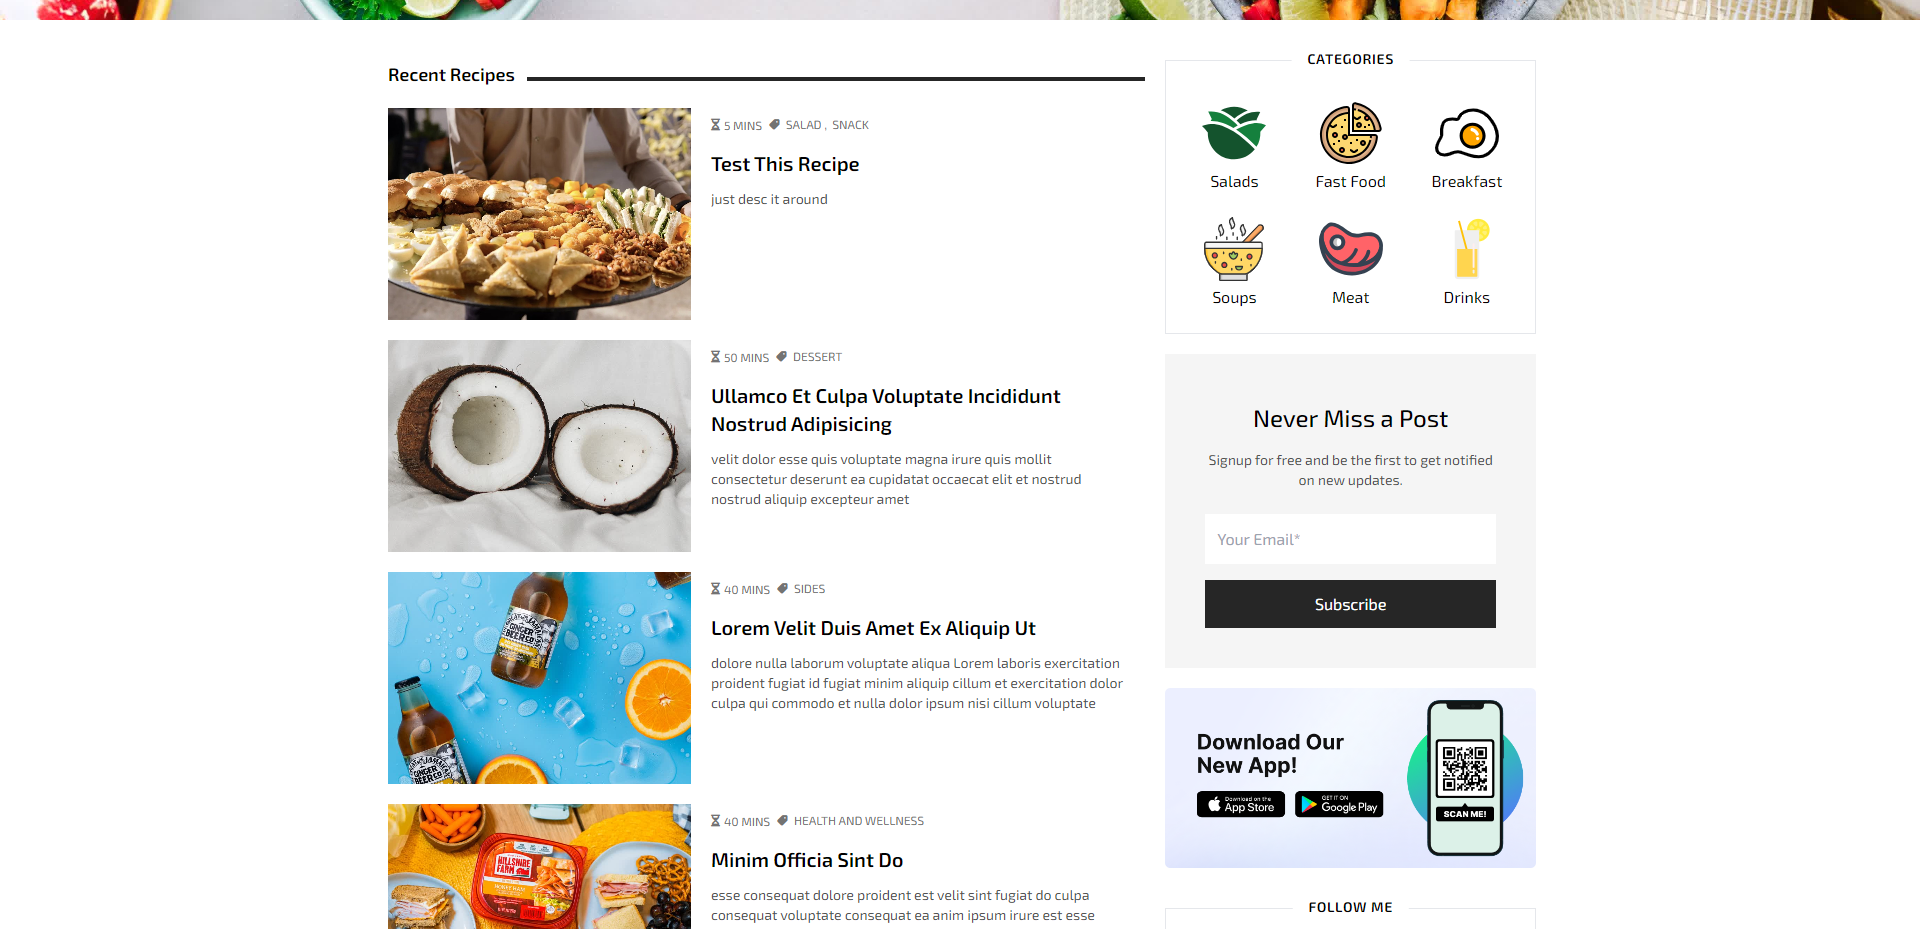 Recent Recipes
5 MINS SALAD , SNACK
Test This Recipe
just desc it around
50 MINS DESSERT
Ullamco Et Culpa Voluptate Incididunt
Nostrud Adipisicing
velit dolor esse quis voluptate magna irure quis mollit
consectetur deserunt ea cupidatat occaecat elit et nostrud
nostrud aliquip excepteur amet
GINGER
BEER
GINGER
BEER
40 MINS SIDES
Lorem Velit Duis Amet Ex Aliquip Ut
dolore nulla laborum voluptate aliqua Lorem laboris exercitation
proident fugiat id fugiat minim aliquip cillum et exercitation dolor
culpa qui commodo et nulla dolor ipsum nisi cillum voluptate
HILLSHIRE
FARM
HONEY HAM
40 MINS HEALTH AND WELLNESS
Minim Officia Sint Do
esse consequat dolore proident est velit sint fugiat do culpa
consequat voluptate consequat ea anim ipsum irure est esse
CATEGORIES
Salads
Fast Food
Breakfast
Soups
Meat
Drinks
Never Miss a Post
Signup for free and be the first to get notified
on new updates.
Your Email*
Subscribe
Download Our
New App!
Download on the
App Store
GET IT ON
Google Play
SCAN ME!
FOLLOW ME